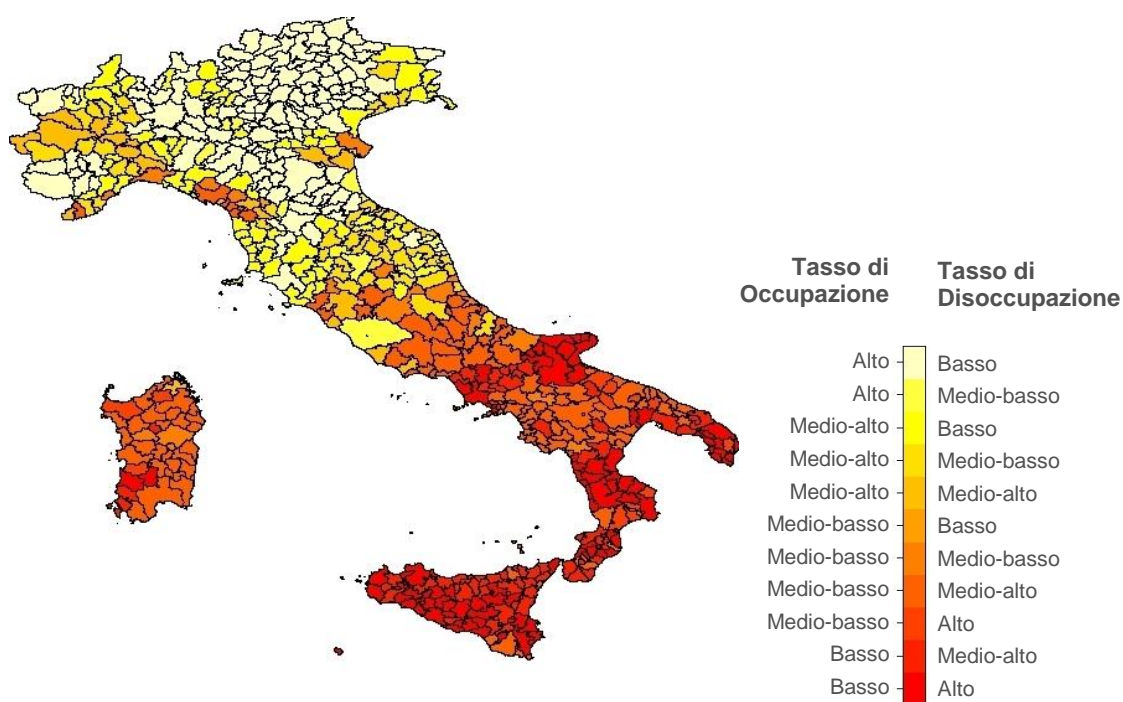 Tasso di
Occupazione
Tasso di
Disoccupazione
Alto Basso
Alto Medio-basso
Medio-alto Basso
Medio-alto Medio-basso
Medio-alto Medio-alto
Medio-basso Basso
Medio-basso Medio-basso
Medio-basso Medio-alto
Medio-basso Alto
Basso Medio-alto
Basso Alto